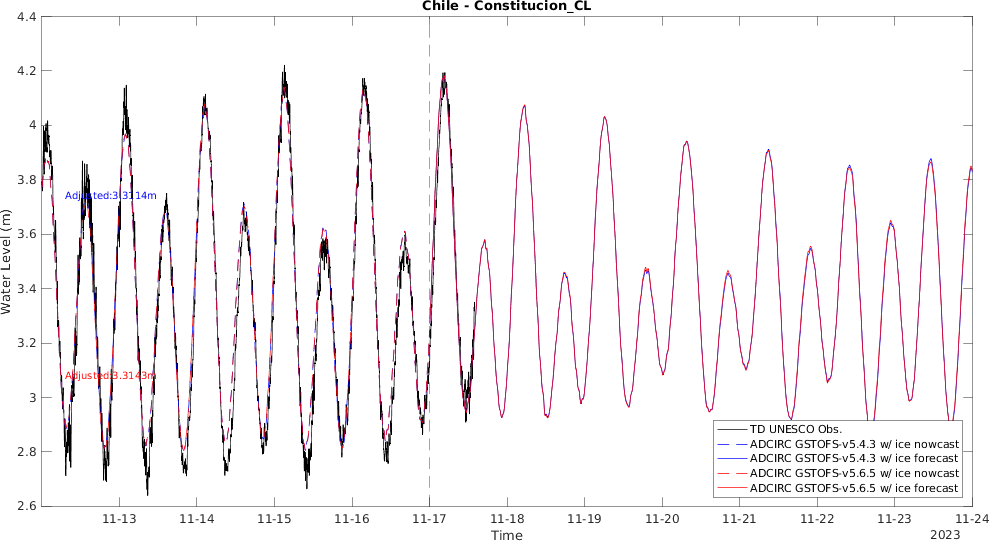 Chile - Constitucion_CL
4.4
4.2
4
3.8
3.6
3.4
3.2
3
2.8
2.6
Water Level (m)
Adjusted:3.3114m
Adjusted:3.3143m
TD UNESCO Obs.
ADCIRC GSTOFS-v5.4.3 w/ ice nowcast
ADCIRC GSTOFS-v5.4.3 w/ ice forecast
ADCIRC GSTOFS-v5.6.5 w/ ice nowcast
ADCIRC GSTOFS-v5.6.5 w/ ice forecast
11-13 11-14 11-15 11-16 11-17 11-18 11-19 11-20 11-21 11-22 11-23 11-24
Time
2023